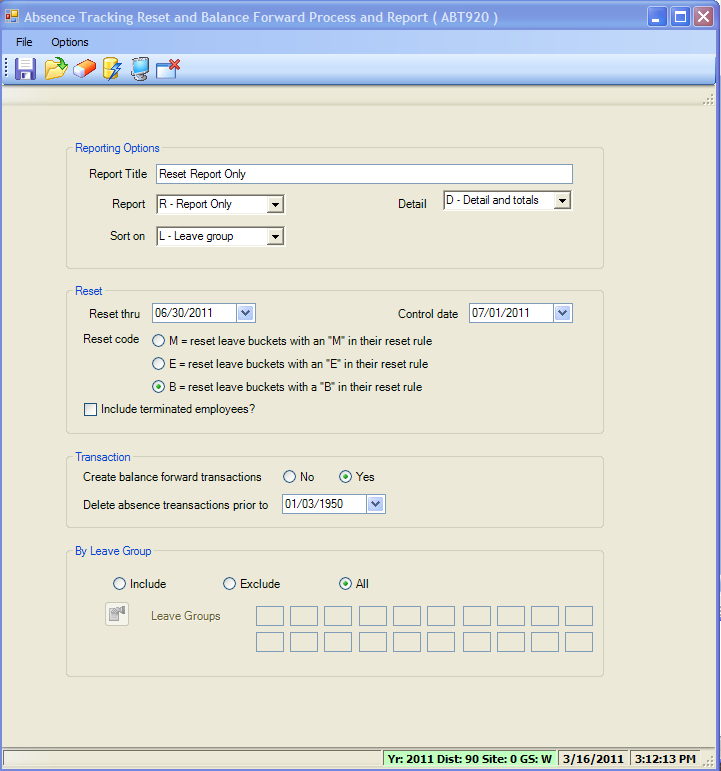 Absence Tracking Reset and Balance Forward Process and Report ( ABT920 )
File Options
Reporting Options
Report Title Reset Report Only
Report R - Report Only Detail D - Detail and totals
Sort on L - Leave group
Reset
Reset thru 06/30/2011 Control date 07/01/2011
Reset code M = reset leave buckets with an "M" in their reset rule
E = reset leave buckets with an "E" in their reset rule
B = reset leave buckets with a "B" in their reset rule
Include terminated employees?
Transaction
Create balance forward transactions No Yes
Delete absence treansactions prior to 01/03/1950
By Leave Group
Include Exclude All
Leave Groups
Yr: 2011 Dist: 90 Site: 0 GS: W 3/16/2011 3:12:13 PM